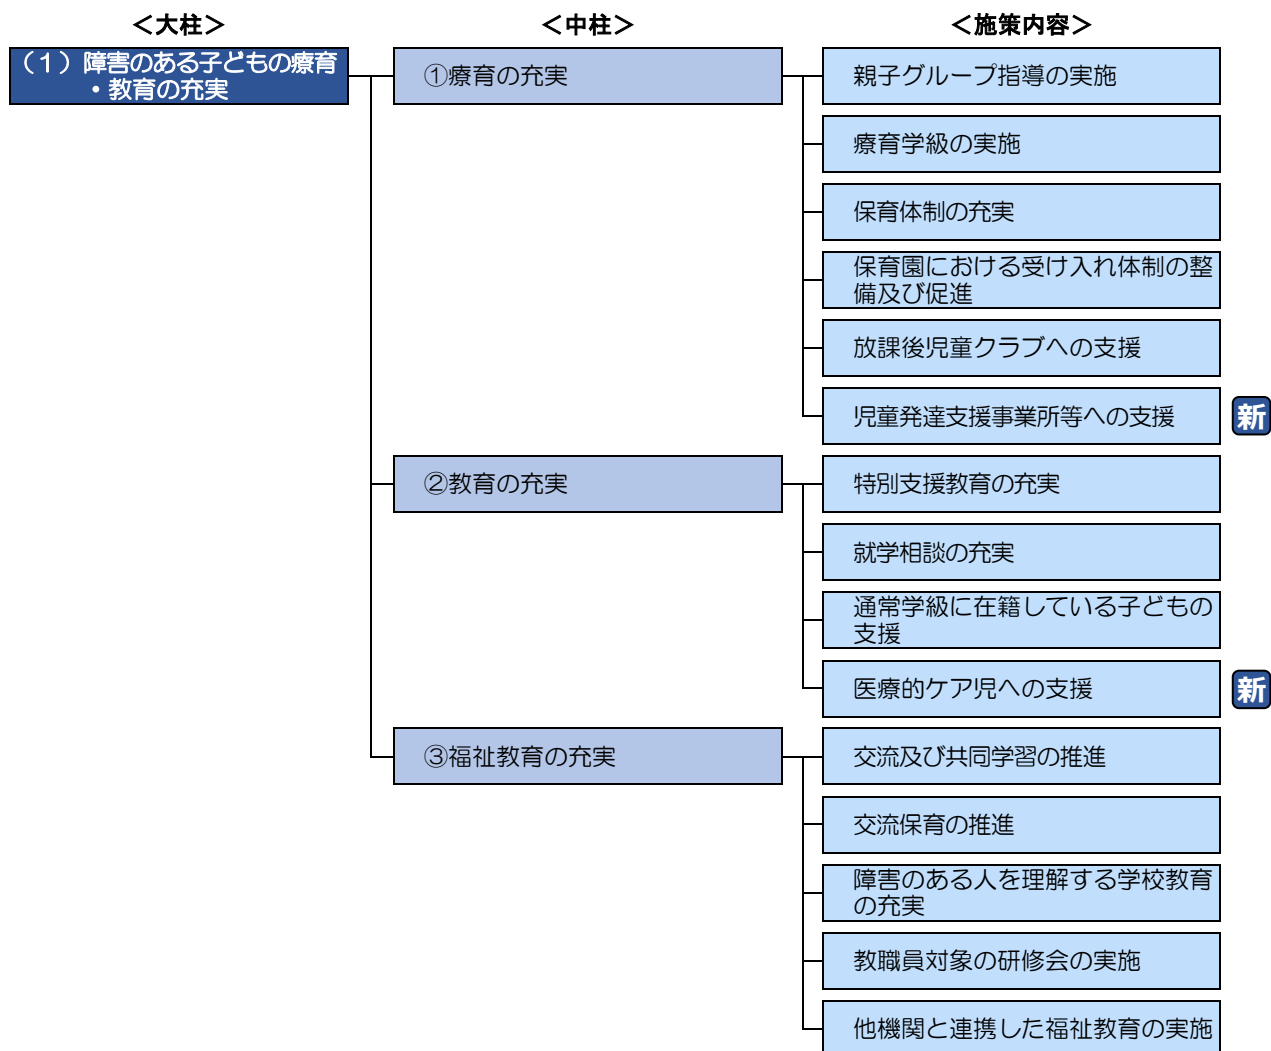 ＜大柱＞
＜中柱＞
＜施策内容＞
（１）障害のある子どもの療育
・教育の充実
①療育の充実
親子グループ指導の実施
療育学級の実施
保育体制の充実
保育園における受け入れ体制の整
備及び促進
放課後児童クラブへの支援
児童発達支援事業所等への支援
新
②教育の充実
特別支援教育の充実
就学相談の充実
通常学級に在籍している子どもの
支援
医療的ケア児への支援
新
③福祉教育の充実
交流及び共同学習の推進
交流保育の推進
障害のある人を理解する学校教育
の充実
教職員対象の研修会の実施
他機関と連携した福祉教育の実施